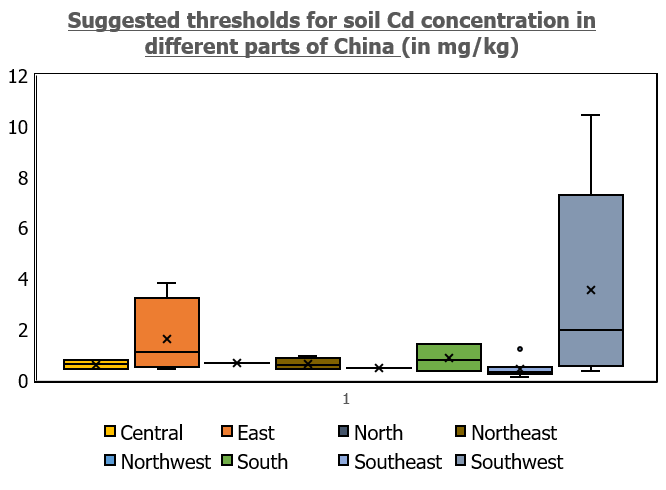 Suggested thresholds for soil Cd concentration in
different parts of China (in mg/kg)
12
10
8
6
4
2
0
1
Central East North Northeast
Northwest South Southeast Southwest